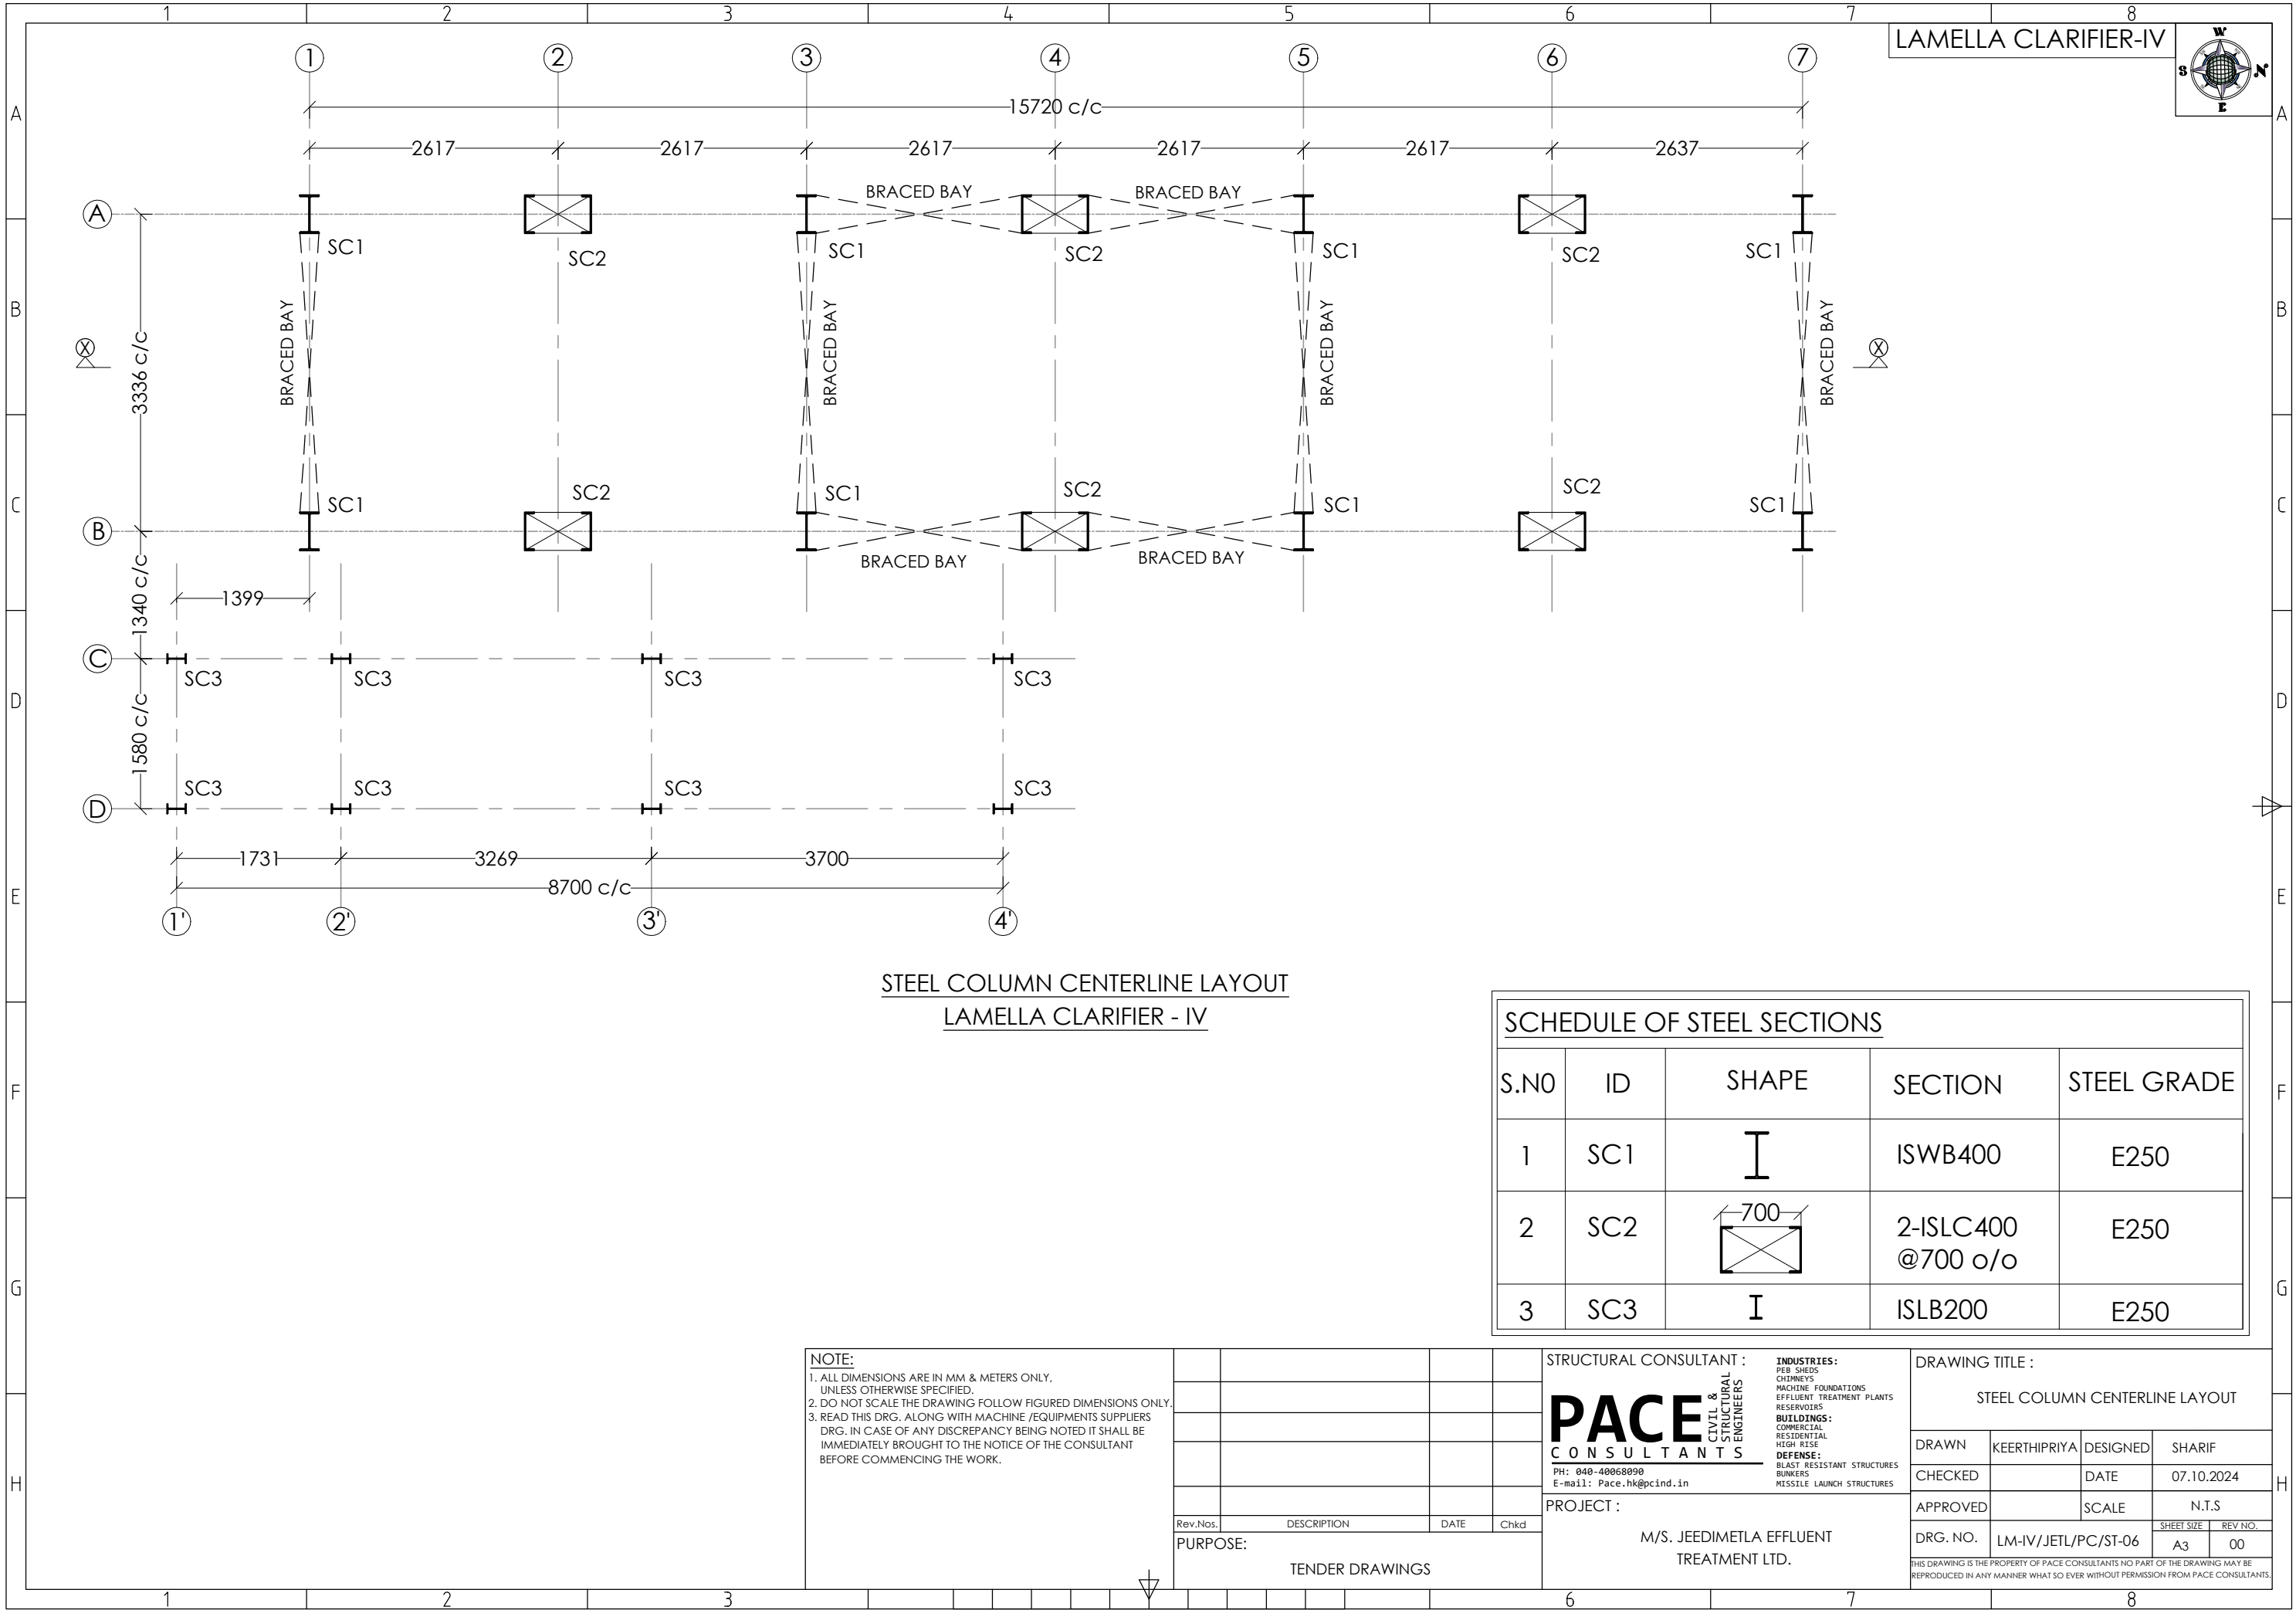 1 2 3 4 5 6 7 8
LAMELLA CLARIFIER-IV
W
S N
E
1 2 3 4 5 6 7
A A
15720 c/c
2617 2617 2617 2617 2617 2637
BRACED BAY BRACED BAY
A
SC1 SC2 SC1 SC2 SC1 SC2 SC1
B B
BRACED BAY BRACED BAY BRACED BAY BRACED BAY
X X
3336 c/c
SC1 SC2 SC1 SC2 SC1 SC2 SC1
C C
B
BRACED BAY BRACED BAY
1340 c/c
1399
C
SC3 SC3 SC3 SC3
D D
1580 c/c
SC3 SC3 SC3 SC3
D
1731 3269 3700
8700 c/c
E E
1' 2' 3' 4'
STEEL COLUMN CENTERLINE LAYOUT
LAMELLA CLARIFIER - IV
SCHEDULE OF STEEL SECTIONS
S.N0 ID SHAPE SECTION STEEL GRADE
F F
1 SC1 ISWB400 E250
700
2 SC2 2-ISLC400 E250
@700 o/o
G G
3 SC3 ISLB200 E250
NOTE:
1. ALL DIMENSIONS ARE IN MM & METERS ONLY,
UNLESS OTHERWISE SPECIFIED.
2. DO NOT SCALE THE DRAWING FOLLOW FIGURED DIMENSIONS ONLY.
3. READ THIS DRG. ALONG WITH MACHINE /EQUIPMENTS SUPPLIERS
DRG. IN CASE OF ANY DISCREPANCY BEING NOTED IT SHALL BE
IMMEDIATELY BROUGHT TO THE NOTICE OF THE CONSULTANT
BEFORE COMMENCING THE WORK.
H H
Rev.Nos. DESCRIPTION DATE Chkd
PURPOSE:
TENDER DRAWINGS
STRUCTURAL CONSULTANT :
PACE
CIVIL &
STRUCTURAL
ENGINEERS
CONSULTANTS
PH: 040-40068090
E-mail: Pace.hk@pcind.in
INDUSTRIES:
PEB SHEDS
CHIMNEYS
MACHINE FOUNDATIONS
EFFLUENT TREATMENT PLANTS
RESERVOIRS
BUILDINGS:
COMMERCIAL
RESIDENTIAL
HIGH RISE
DEFENSE:
BLAST RESISTANT STRUCTURES
BUNKERS
MISSILE LAUNCH STRUCTURES
PROJECT :
M/S. JEEDIMETLA EFFLUENT
TREATMENT LTD.
DRAWING TITLE :
STEEL COLUMN CENTERLINE LAYOUT
DRAWN KEERTHIPRIYA DESIGNED SHARIF
CHECKED DATE 07.10.2024
APPROVED SCALE N.T.S
DRG. NO. LM-IV/JETL/PC/ST-06
SHEET SIZE REV NO.
A3 00
THIS DRAWING IS THE PROPERTY OF PACE CONSULTANTS NO PART OF THE DRAWING MAY BE
REPRODUCED IN ANY MANNER WHAT SO EVER WITHOUT PERMISSION FROM PACE CONSULTANTS.
1 2 3 6 7 8